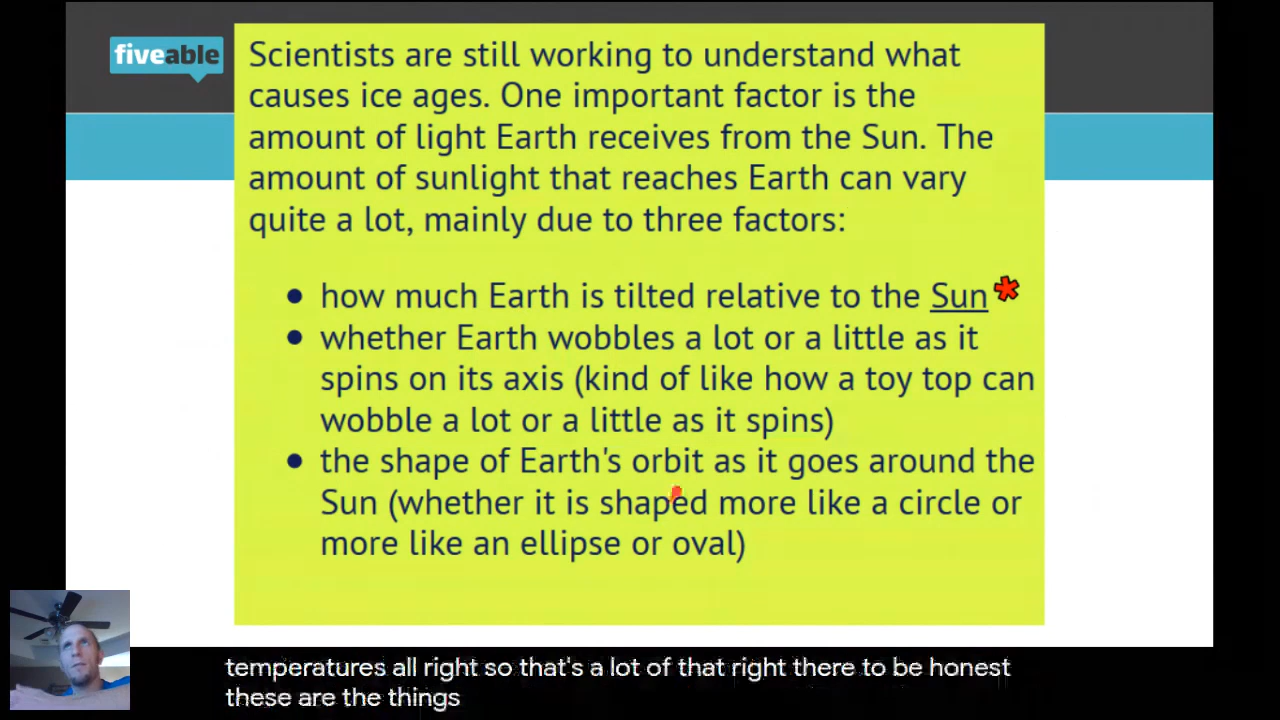 fiveable
Scientists are still working to understand what
causes ice ages. One important factor is the
amount of light Earth receives from the Sun. The
amount of sunlight that reaches Earth can vary
quite a lot, mainly due to three factors:
• how much Earth is tilted relative to the Sun*
• whether Earth wobbles a lot or a little as it
spins on its axis (kind of like how a toy top can
wobble a lot or a little as it spins)
• the shape of Earth's orbit as it goes around the
Sun (whether it is shaped more like a circle or
more like an ellipse or oval)
temperatures all right so that's a lot of that right there to be honest
these are the things